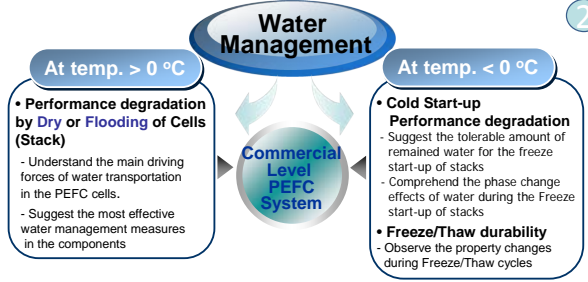 Water
Management
2
At temp. > 0 ºC
• Performance degradation
by Dry or Flooding of Cells
(Stack)
- Understand the main driving
forces of water transportation
in the PEFC cells.
- Suggest the most effective
water management measures
in the components
Commercial
Level
PEFC
System
At temp. < 0 ºC
• Cold Start-up
Performance degradation
- Suggest the tolerable amount of
remained water for the freeze
start-up of stacks
- Comprehend the phase change
effects of water during the Freeze
start-up of stacks
• Freeze/Thaw durability
- Observe the property changes
during Freeze/Thaw cycles